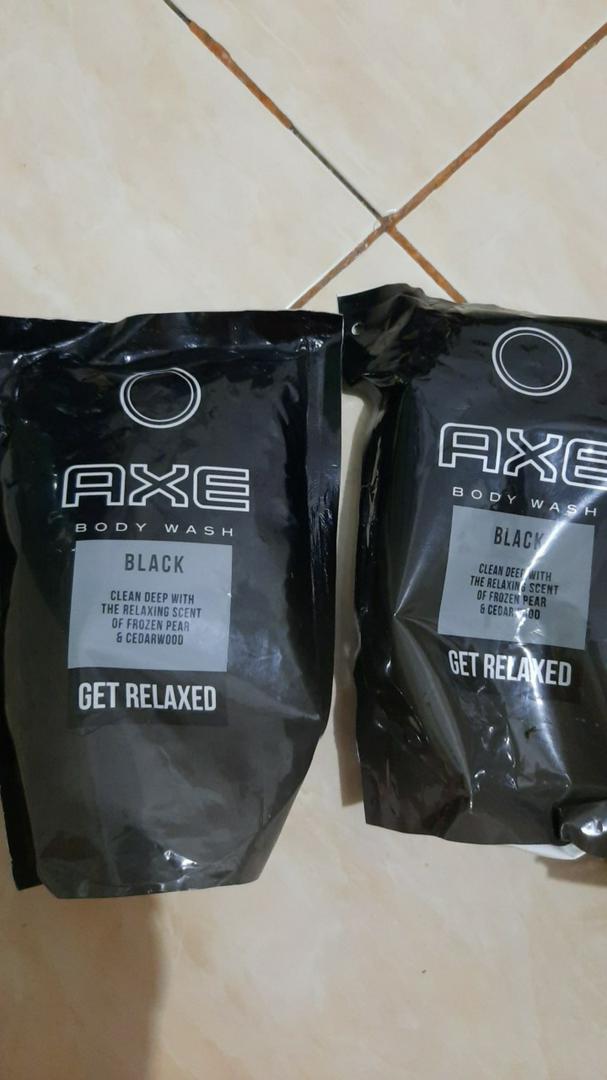 AXE
BODY WASH
BLACK
CLEAN DEEP WITH
THE RELAXING SCENT
OF FROZEN PEAR
& CEDARWOOD
GET RELAXED
AXE
BODY WASH
BLACK
CLEAN DEEP WITH
THE RELAXING SCENT
OF FROZEN PEAR
& CEDARWOOD
GET RELAXED